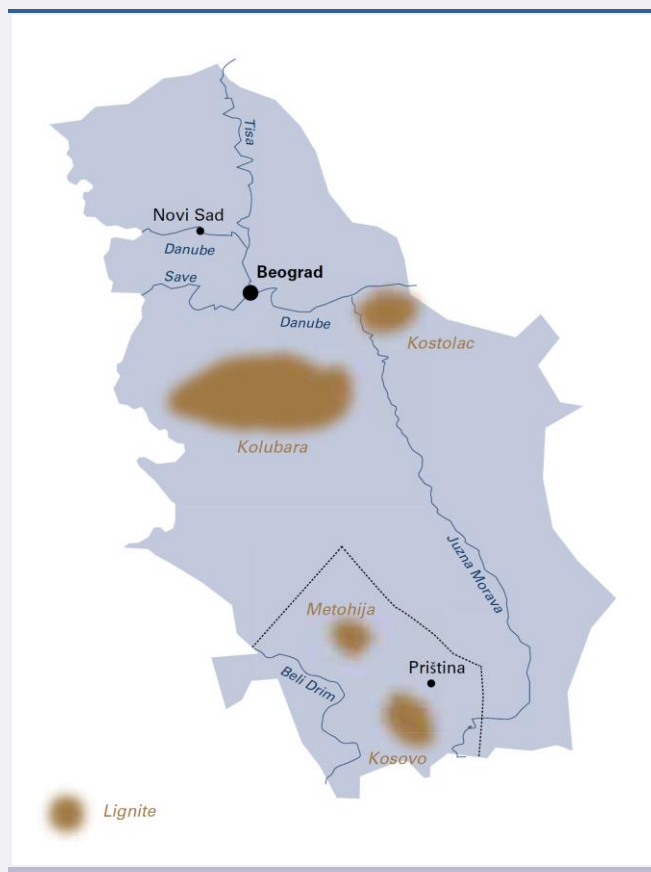 Tisa
Novi Sad
Danube
Save
Beograd
Danube
Kostolac
Kolubara
Juzna Morava
Metohija
Priština
Beli Drim
Kosovo
Lignite